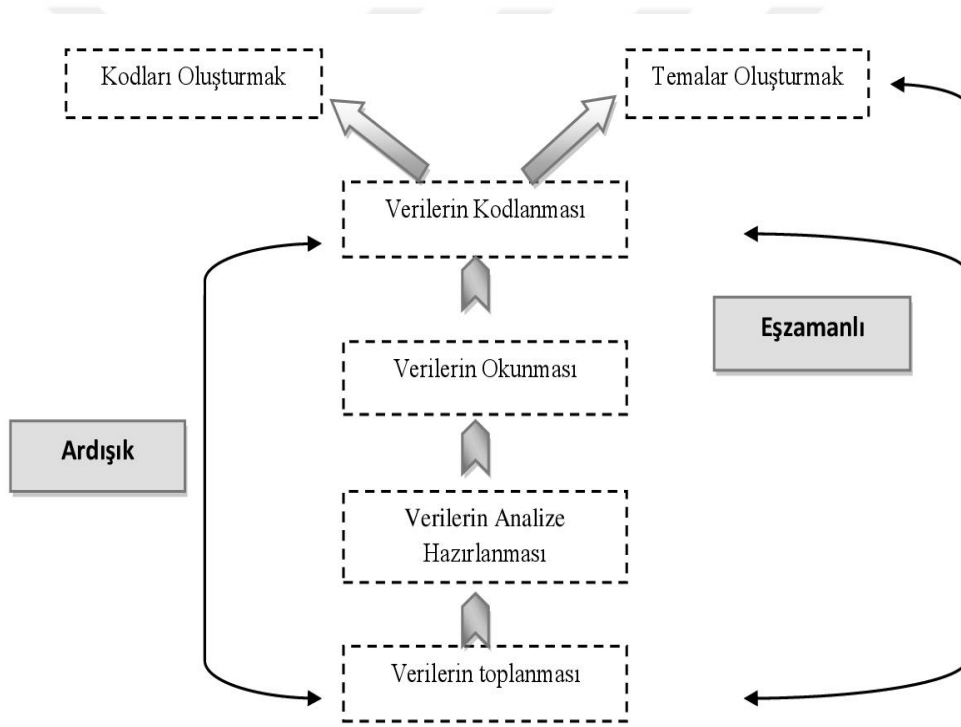 Kodları Oluşturmak
Temalar Oluşturmak
Verilerin Kodlanması
Eşzamanlı
Verilerin Okunması
Ardışık
Verilerin Analize
Hazırlanması
Verilerin toplanması